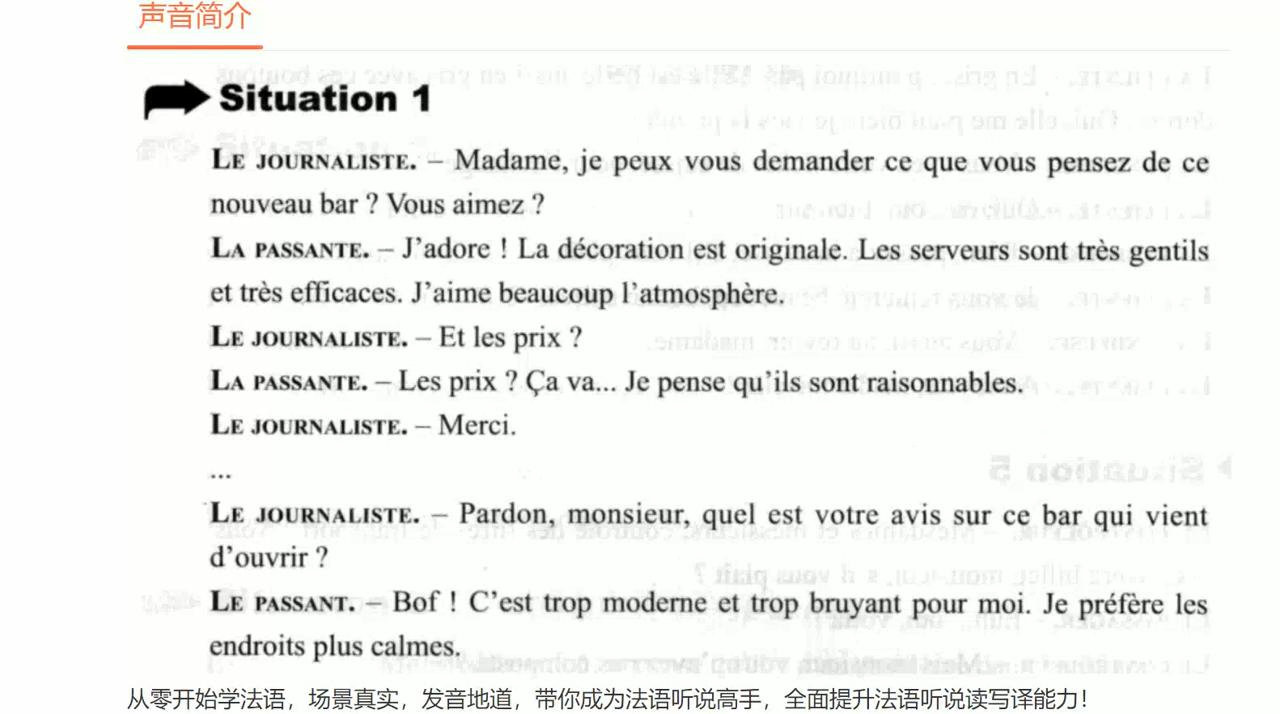 声音简介
Situation 1
LE JOURNALISTE. – Madame, je peux vous demander ce que vous pensez de ce
nouveau bar ? Vous aimez ?
LA PASSANTE. – J’adore ! La décoration est originale. Les serveurs sont très gentils
et très efficaces. J’aime beaucoup l’atmosphère.
LE JOURNALISTE. – Et les prix ?
LA PASSANTE. – Les prix ? Ça va... Je pense qu’ils sont raisonnables.
LE JOURNALISTE. – Merci.
...
LE JOURNALISTE. – Pardon, monsieur, quel est votre avis sur ce bar qui vient
d’ouvrir ?
LE PASSANT. – Bof ! C’est trop moderne et trop bruyant pour moi. Je préfère les
endroits plus calmes.
从零开始学法语，场景真实，发音地道，带你成为法语听说高手，全面提升法语听说读写译能力！